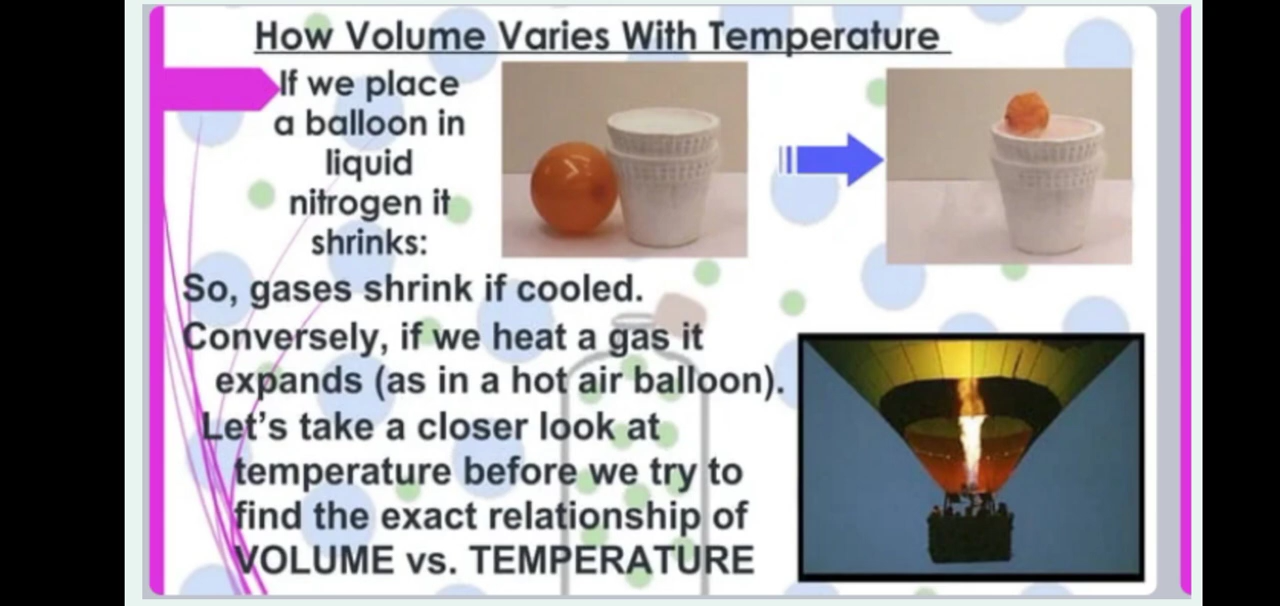 How Volume Varies With Temperature
If we place
a balloon in
liquid
nitrogen it
shrinks:
So, gases shrink if cooled.
Conversely, if we heat a gas it
expands (as in a hot air balloon).
Let's take a closer look at
temperature before we try to
find the exact relationship of
VOLUME vs. TEMPERATURE